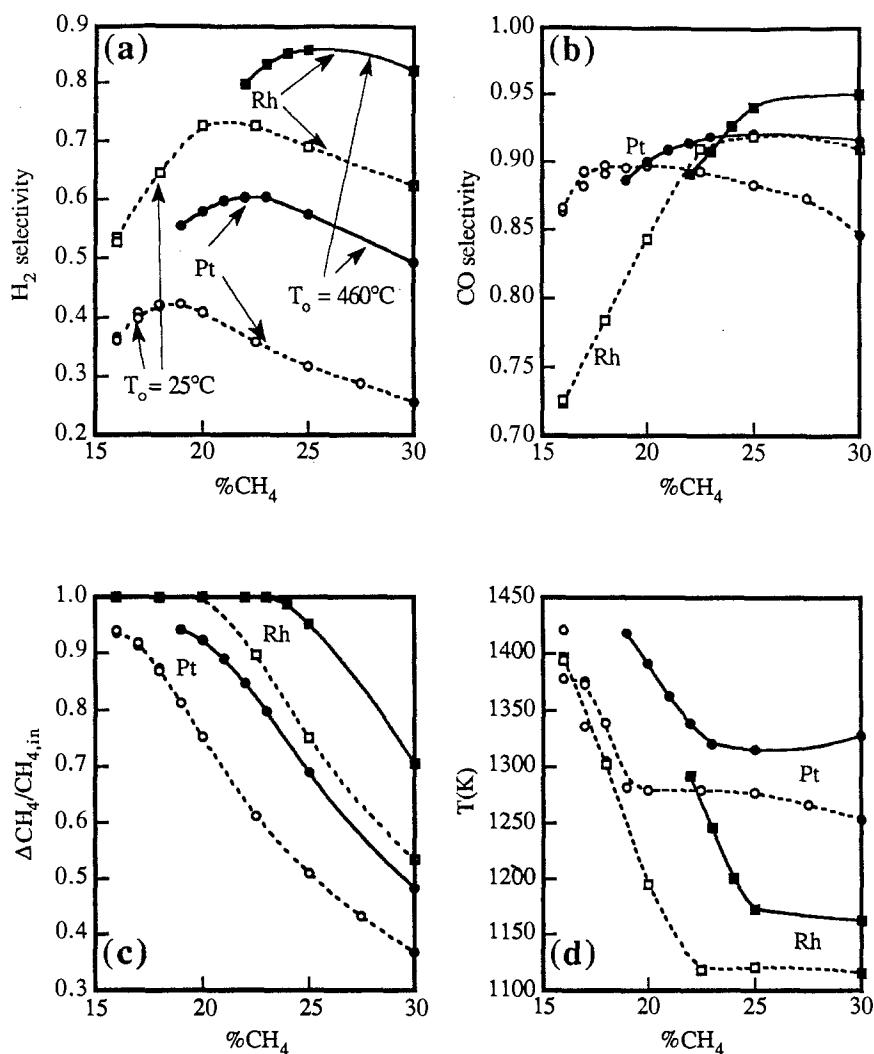 (a)
H2 selectivity
0.9
0.8
0.7
0.6
0.5
0.4
0.3
0.2
Rh
Pt
To = 460°C
To = 25°C
15 20 25 30
%CH4
(b)
CO selectivity
1.00
0.95
0.90
0.85
0.80
0.75
0.70
Pt
Rh
15 20 25 30
%CH4
(c)
ΔCH4/CH4,in
1.0
0.9
0.8
0.7
0.6
0.5
0.4
0.3
Rh
Pt
15 20 25 30
%CH4
(d)
T(K)
1450
1400
1350
1300
1250
1200
1150
1100
Pt
Rh
15 20 25 30
%CH4